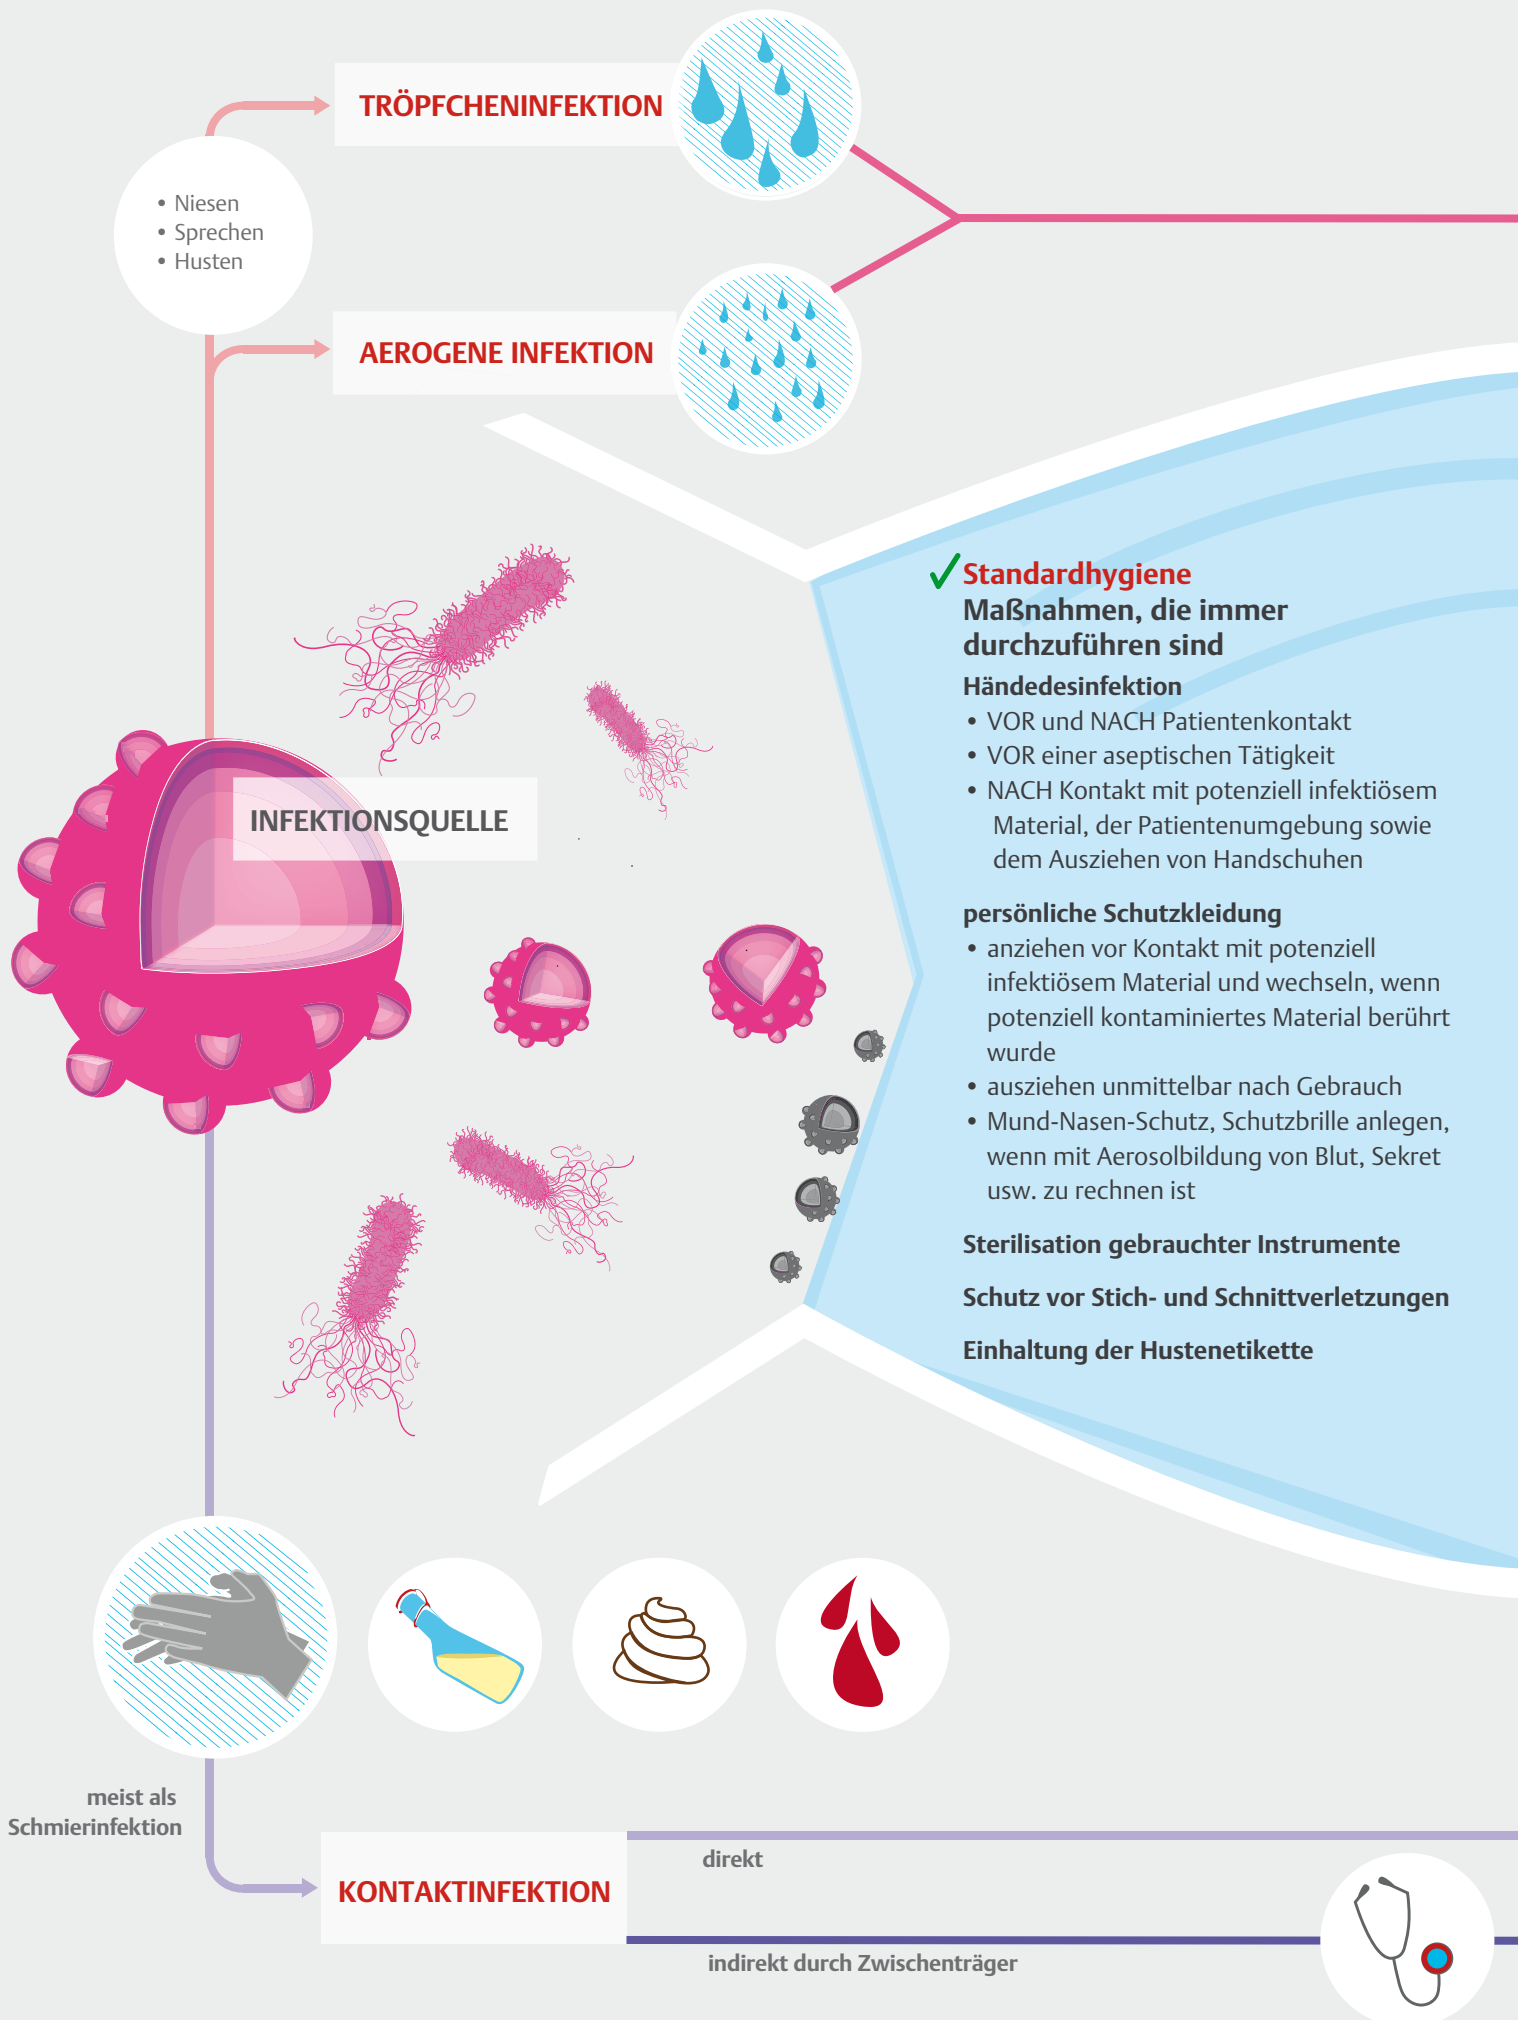 TRÖPFCHENINFEKTION
• Niesen
• Sprechen
• Husten
AEROGENE INFEKTION
INFEKTIONSQUELLE
Standardhygiene
Maßnahmen, die immer
durchzuführen sind
Händedesinfektion
• VOR und NACH Patientenkontakt
• VOR einer aseptischen Tätigkeit
• NACH Kontakt mit potenziell infektiösem
Material, der Patientenumgebung sowie
dem Ausziehen von Handschuhen
persönliche Schutzkleidung
• anziehen vor Kontakt mit potenziell
infektiösem Material und wechseln, wenn
potenziell kontaminiertes Material berührt
wurde
• ausziehen unmittelbar nach Gebrauch
• Mund-Nasen-Schutz, Schutzbrille anlegen,
wenn mit Aerosolbildung von Blut, Sekret
usw. zu rechnen ist
Sterilisation gebrauchter Instrumente
Schutz vor Stich- und Schnittverletzungen
Einhaltung der Hustenetikette
meist als
Schmierinfektion
KONTAKTINFEKTION
direkt
indirekt durch Zwischenträger